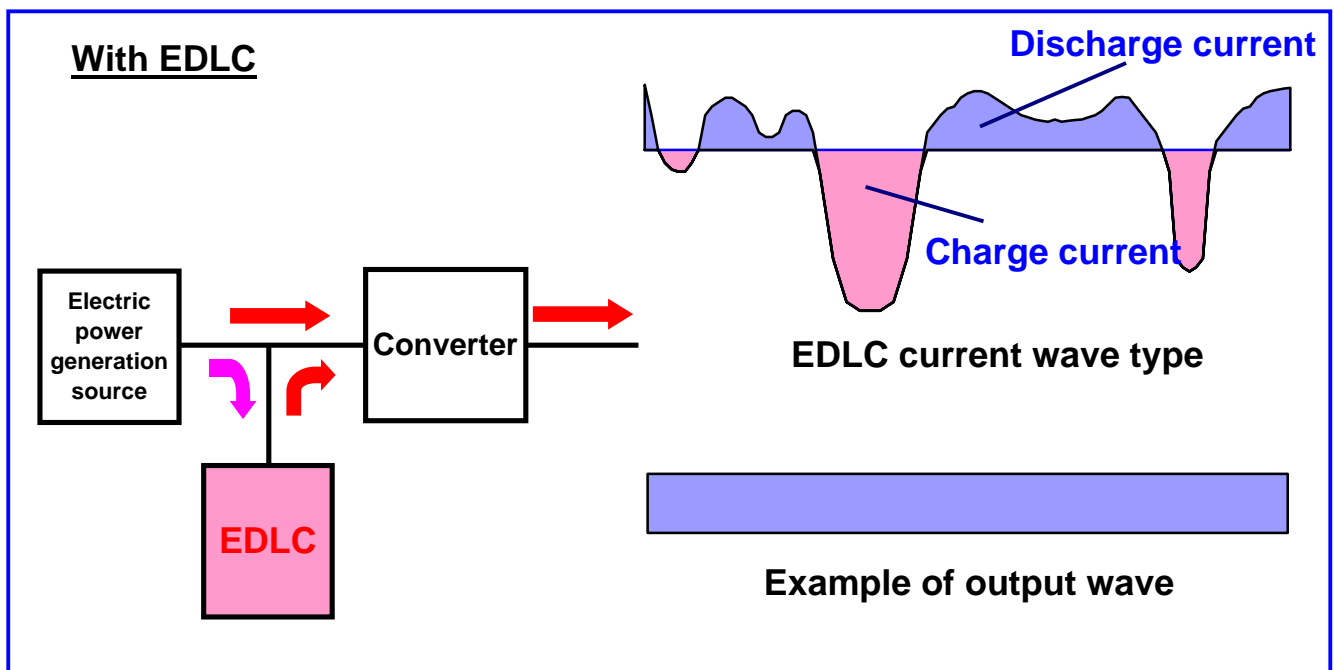 With EDLC
Discharge current
Charge current
EDLC current wave type
Electric
power
generation
source
Converter
EDLC
Example of output wave